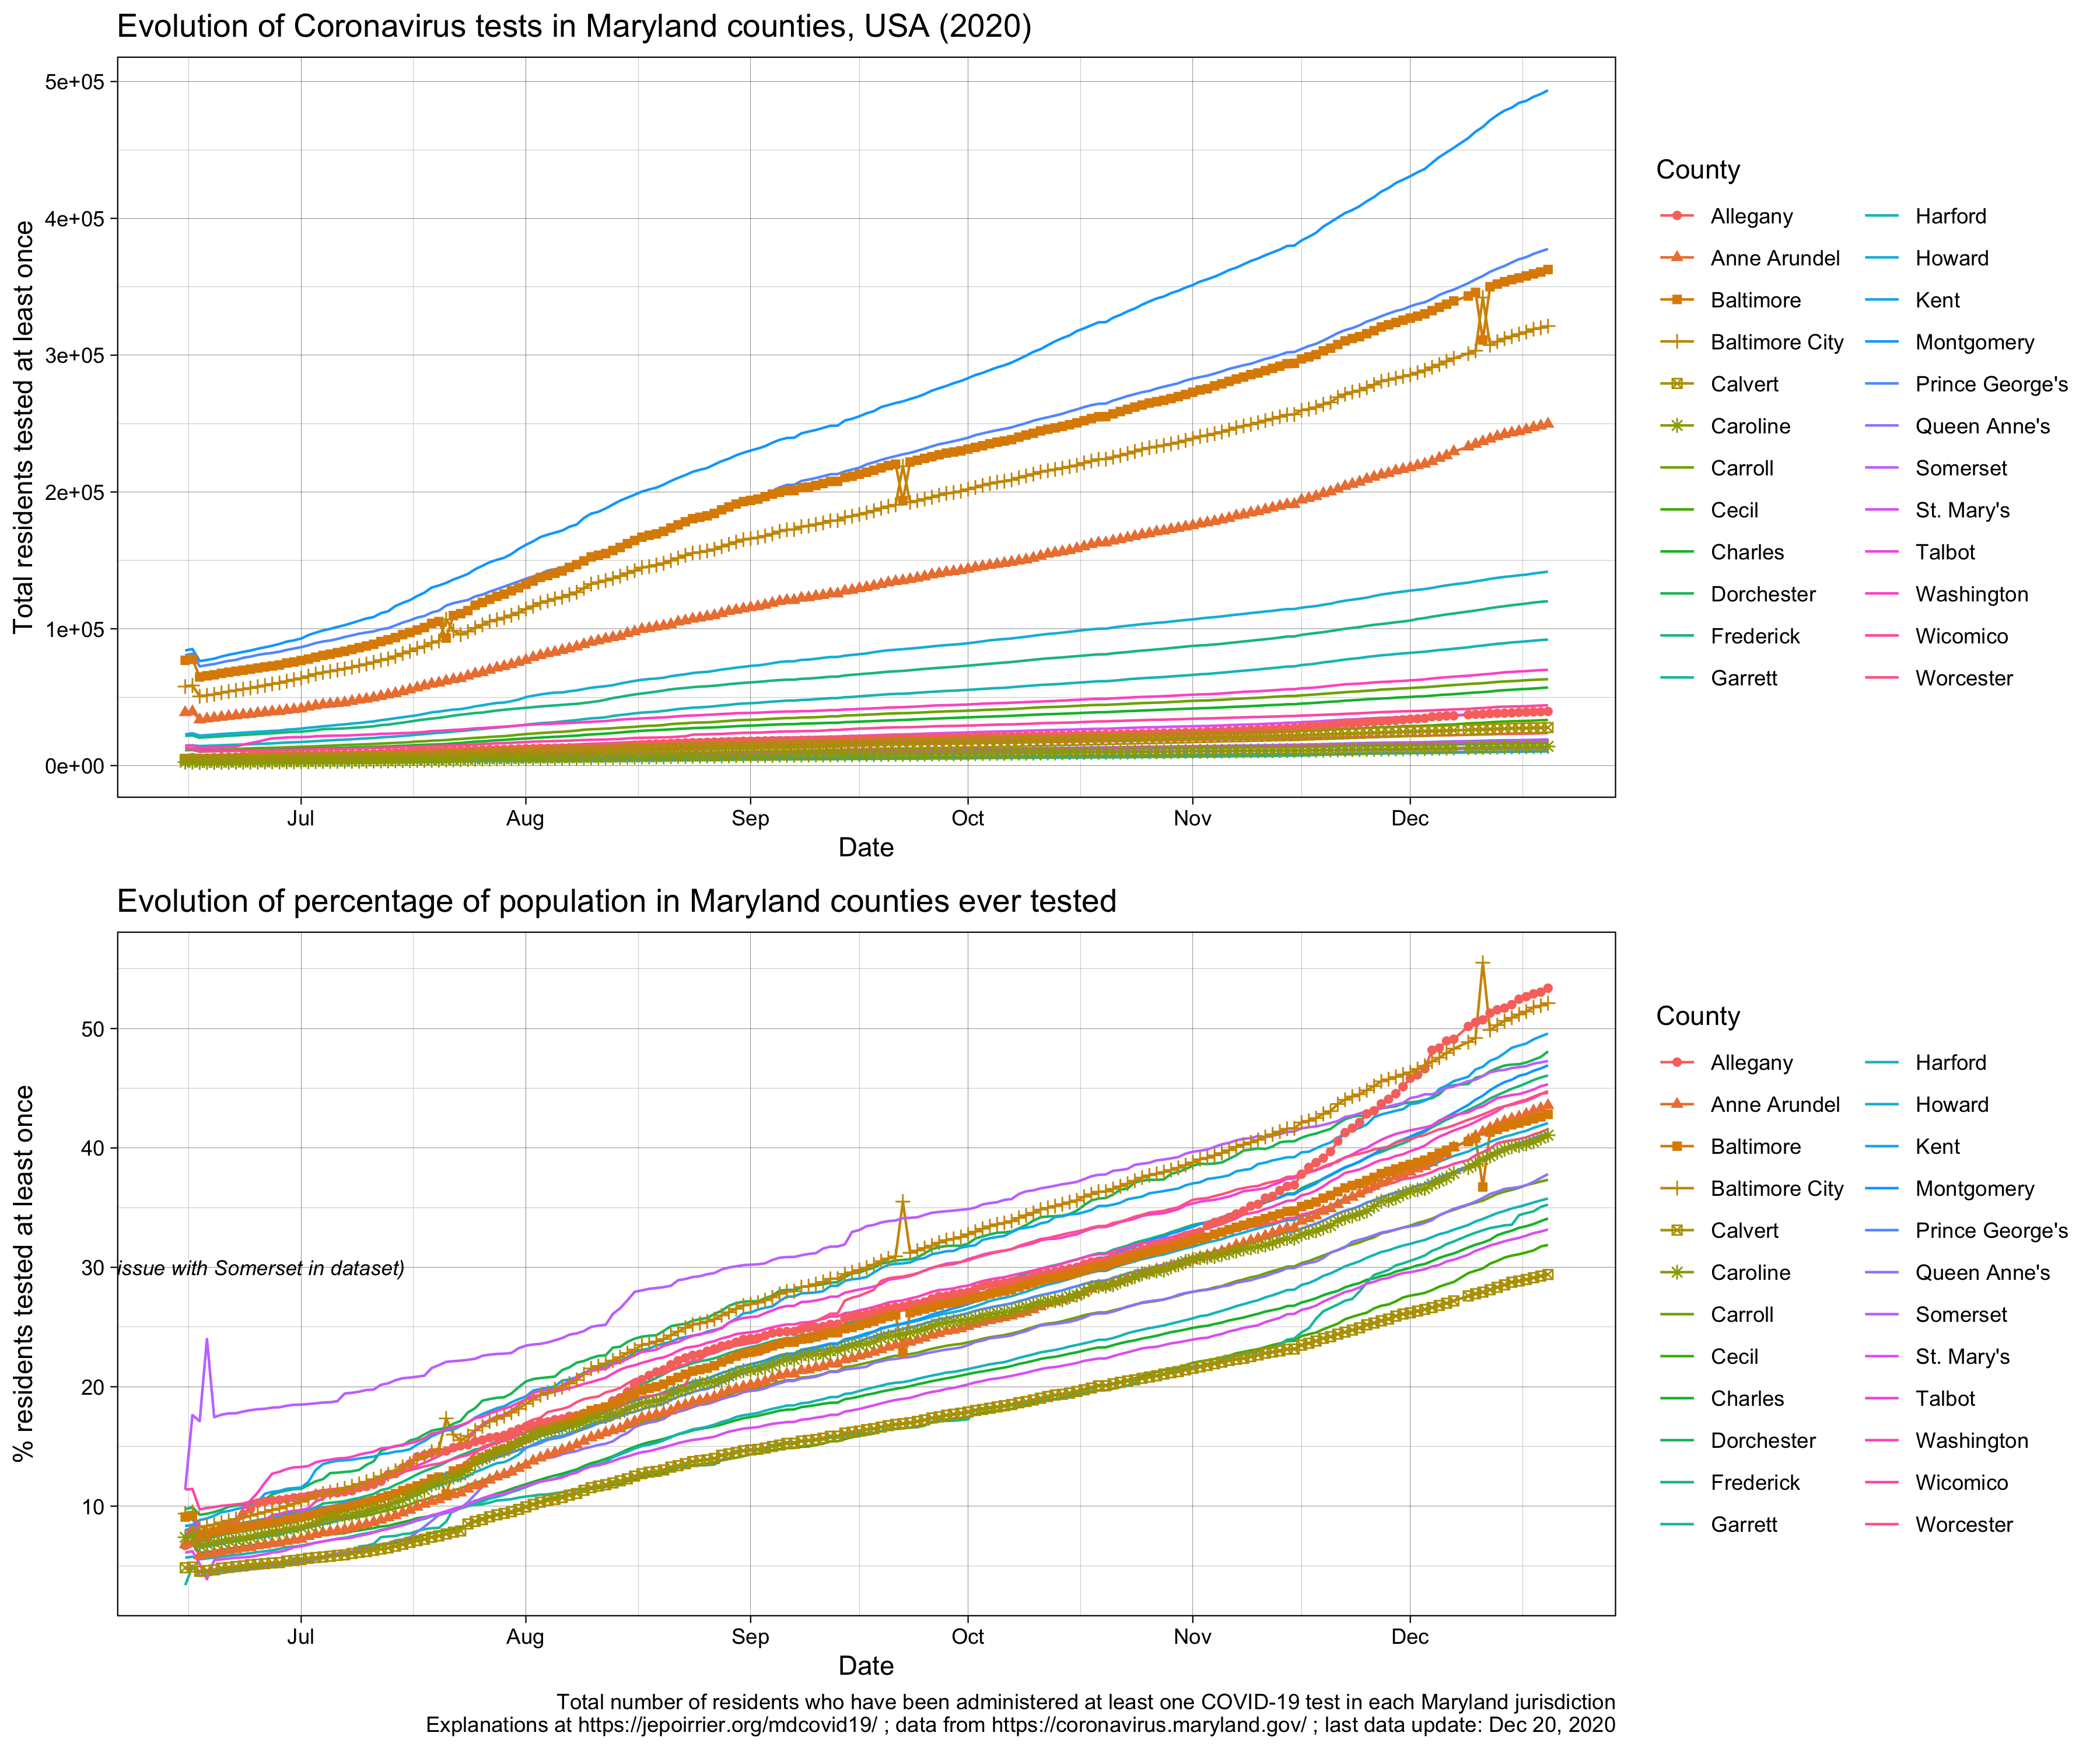 Evolution of Coronavirus tests in Maryland counties, USA (2020)
5e+05
4e+05
3e+05
2e+05
1e+05
0e+00
Total residents tested at least once
Jul Aug Sep Oct Nov Dec
Date
County
Allegany
Anne Arundel
Baltimore
Baltimore City
Calvert
Caroline
Carroll
Cecil
Charles
Dorchester
Frederick
Garrett
Harford
Howard
Kent
Montgomery
Prince George's
Queen Anne's
Somerset
St. Mary's
Talbot
Washington
Wicomico
Worcester
Evolution of percentage of population in Maryland counties ever tested
50
40
30
20
10
% residents tested at least once
issue with Somerset in dataset)
Jul Aug Sep Oct Nov Dec
Date
County
Allegany
Anne Arundel
Baltimore
Baltimore City
Calvert
Caroline
Carroll
Cecil
Charles
Dorchester
Frederick
Garrett
Harford
Howard
Kent
Montgomery
Prince George's
Queen Anne's
Somerset
St. Mary's
Talbot
Washington
Wicomico
Worcester
Total number of residents who have been administered at least one COVID-19 test in each Maryland jurisdiction
Explanations at https://jepoirrier.org/mdcovid19/ ; data from https://coronavirus.maryland.gov/ ; last data update: Dec 20, 2020